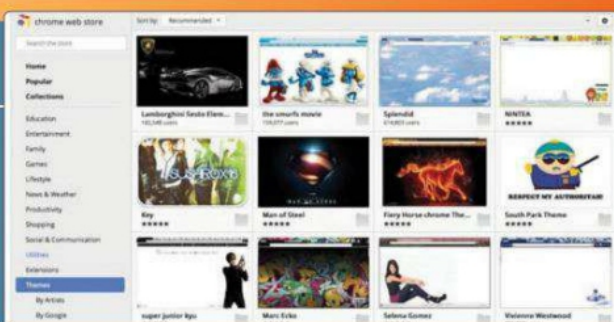 chrome web store
Sort by: Recommended
Search the store
Home
Popular
Collections
Education
Entertainment
Family
Games
Lifestyle
News & Weather
Productivity
Shopping
Social & Communication
Utilities
Extensions
Themes
By Artists
By Google
Lamborghini Sesto Elem...
the smurfs movie
Splendid
NINTEA
Key
Man of Steel
Fiery Horse chrome The...
RESPECT MY AUTHORITAH!
South Park Theme
super junior kyu
Marc Ecko
Selena Gomez
Vivienne Westwood